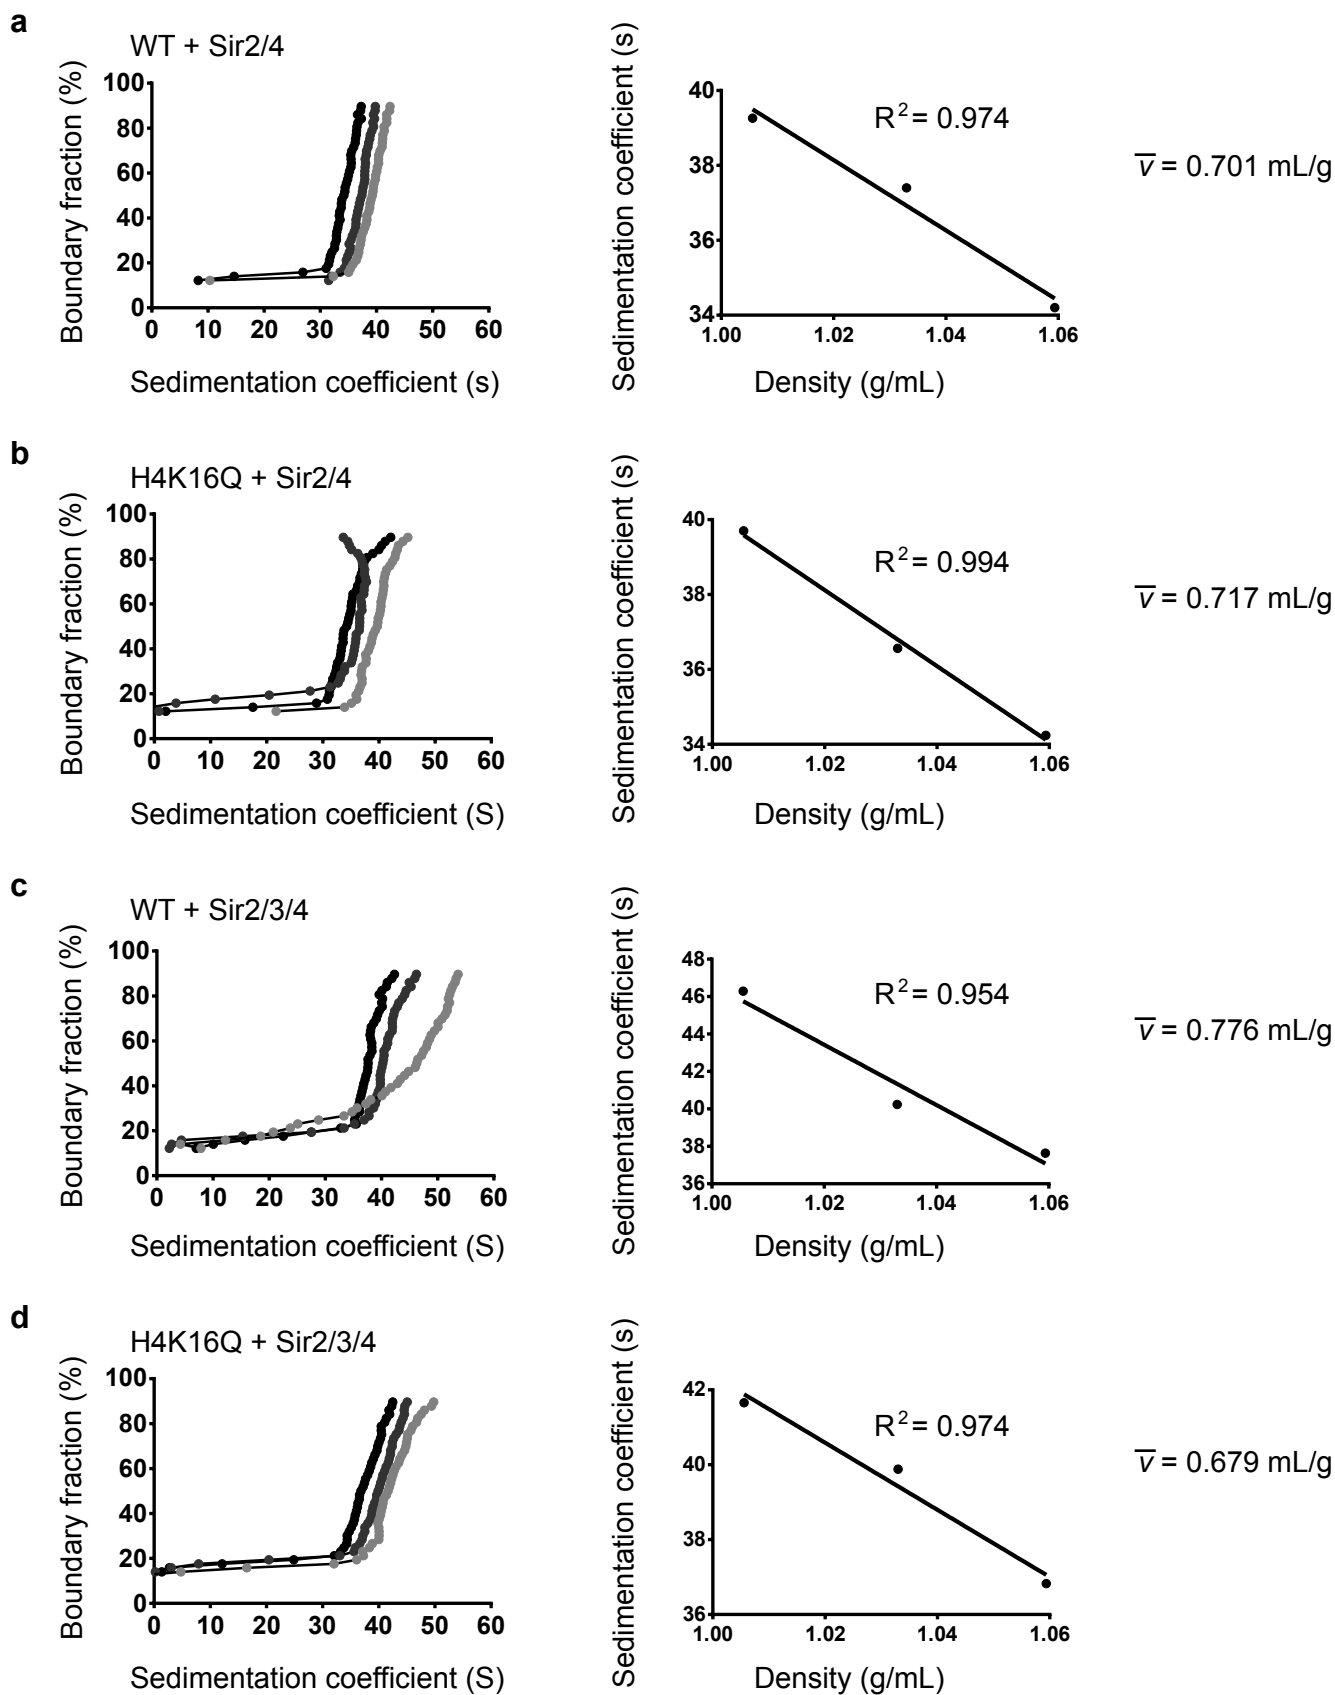 a
WT + Sir2/4
Boundary fraction (%)
100
80
60
40
20
0
0 10 20 30 40 50 60
Sedimentation coefficient (s)
Sedimentation coefficient (s)
40
38
36
34
1.00 1.02 1.04 1.06
Density (g/mL)
R² = 0.974
v̅ = 0.701 mL/g
b
H4K16Q + Sir2/4
Boundary fraction (%)
100
80
60
40
20
0
0 10 20 30 40 50 60
Sedimentation coefficient (S)
Sedimentation coefficient (s)
40
38
36
34
1.00 1.02 1.04 1.06
Density (g/mL)
R² = 0.994
v̅ = 0.717 mL/g
c
WT + Sir2/3/4
Boundary fraction (%)
100
80
60
40
20
0
0 10 20 30 40 50 60
Sedimentation coefficient (S)
Sedimentation coefficient (s)
48
46
44
42
40
38
36
1.00 1.02 1.04 1.06
Density (g/mL)
R² = 0.954
v̅ = 0.776 mL/g
d
H4K16Q + Sir2/3/4
Boundary fraction (%)
100
80
60
40
20
0
0 10 20 30 40 50 60
Sedimentation coefficient (S)
Sedimentation coefficient (s)
42
40
38
36
1.00 1.02 1.04 1.06
Density (g/mL)
R² = 0.974
v̅ = 0.679 mL/g